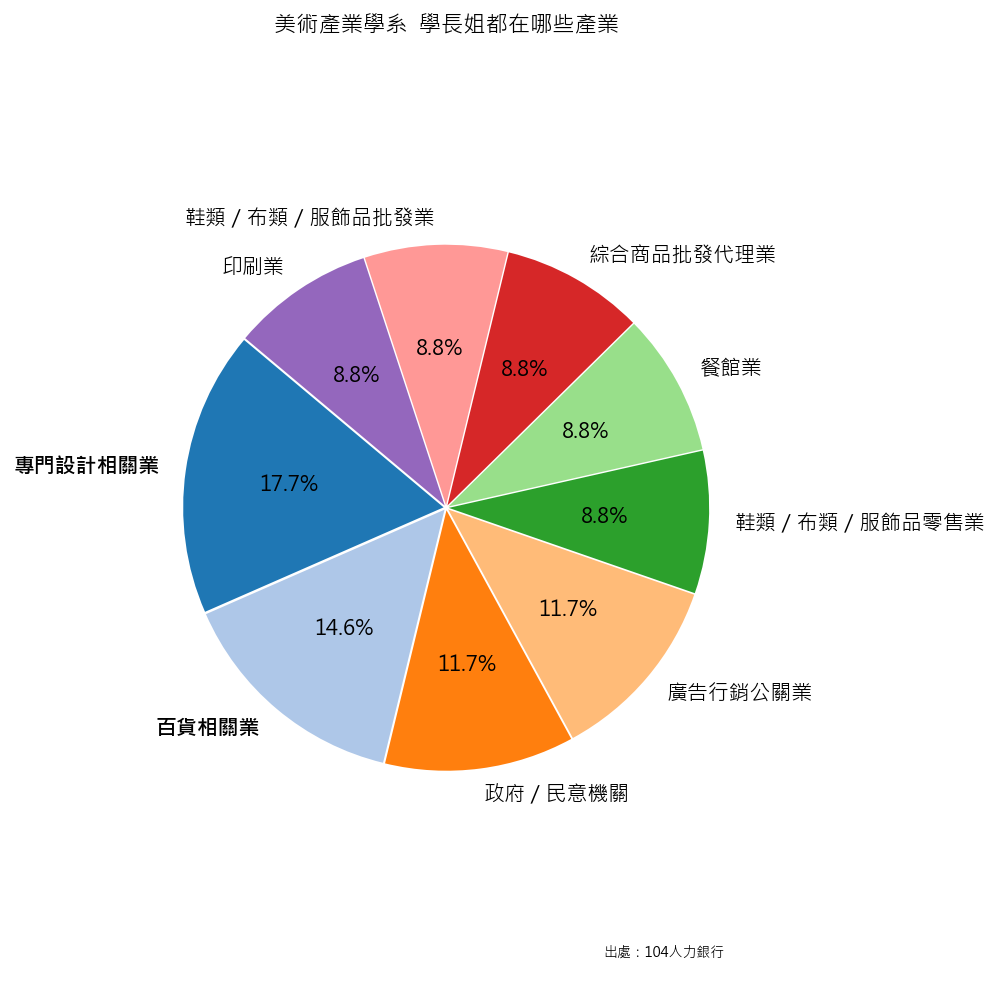 美術產業學系 學長姐都在哪些產業
鞋類 / 布類 / 服飾品批發業
綜合商品批發代理業
印刷業
餐館業
8.8%
8.8%
8.8%
8.8%
專門設計相關業
17.7%
8.8%
鞋類 / 布類 / 服飾品零售業
14.6%
11.7%
11.7%
廣告行銷公關業
百貨相關業
政府 / 民意機關
出處：104人力銀行